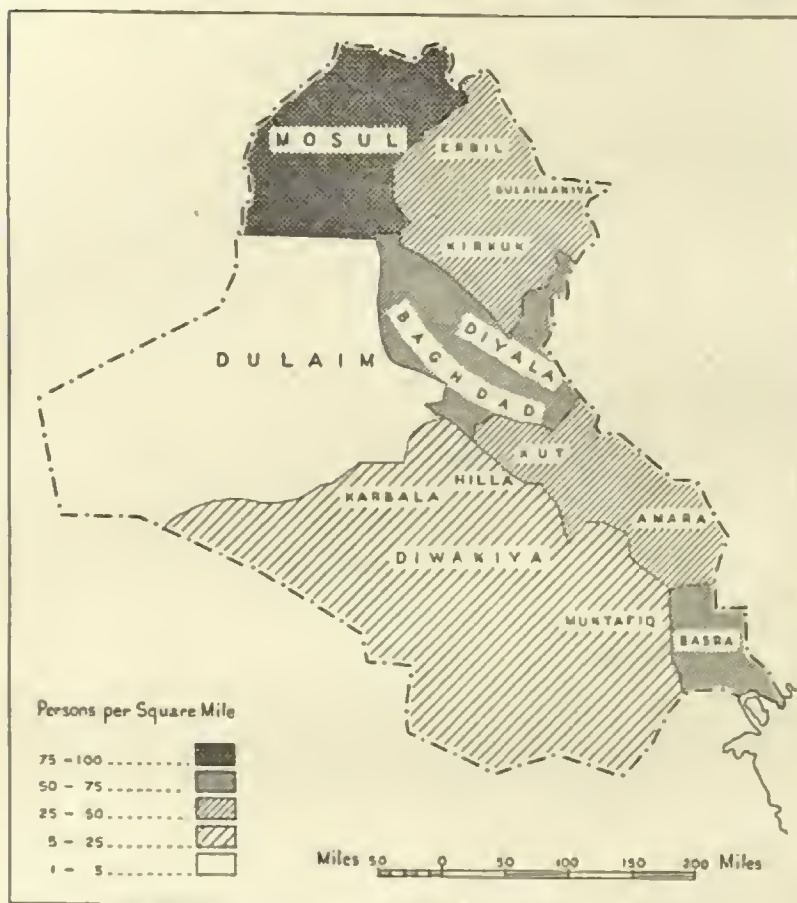 MOSUL
ERBIL
SULAIMANIYA
KIRKUK
DIYALA
BAGHDAD
DULAIM
KUT
HILLA
KARBALA
AMARA
DIWANIYA
MUNTAFIQ
BASRA
Persons per Square Mile
75 - 100 ..........
50 - 75 ..........
25 - 50 ..........
5 - 25 ..........
1 - 5 ..........
Miles 50 0 50 100 200 Miles